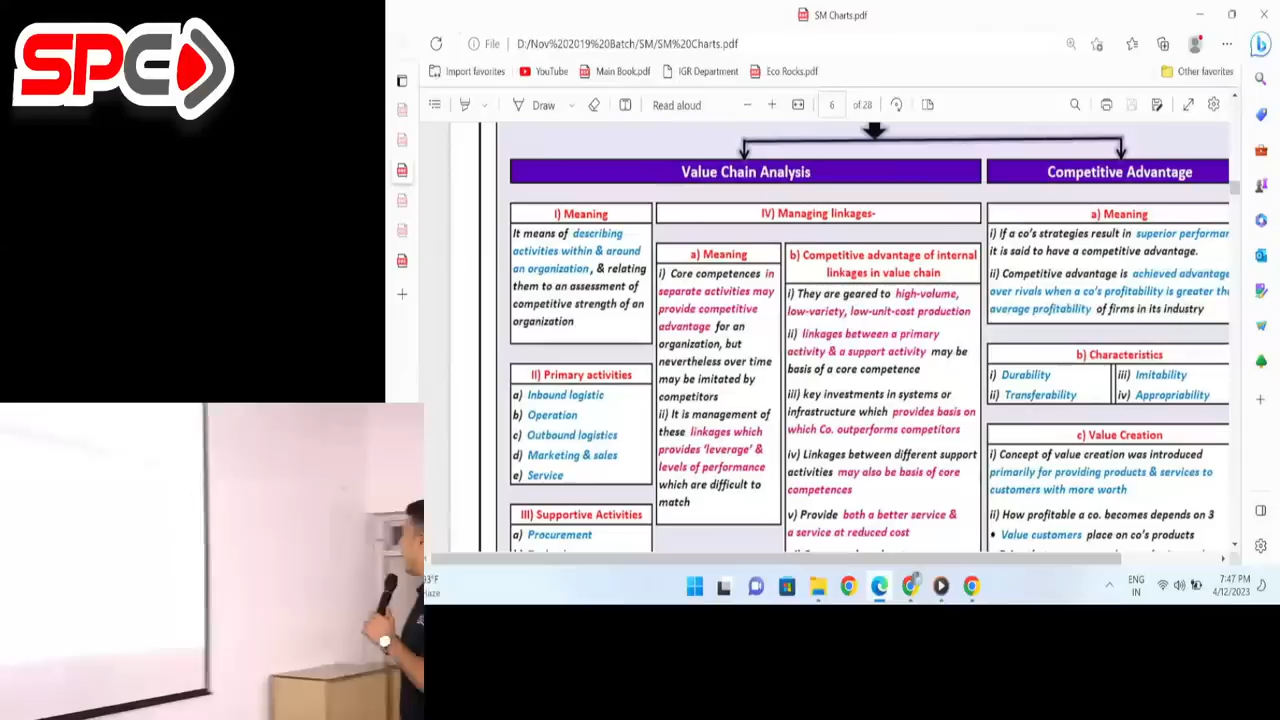 SPE
SM Charts.pdf
File D:/Nov%202019%20Batch/SM/SM%20Charts.pdf
Import favorites YouTube Main Book.pdf IGR Department Eco Rocks.pdf Other favorites
Draw Read aloud 6 of 28
Value Chain Analysis
I) Meaning
It means of describing
activities within & around
an organization, & relating
them to an assessment of
competitive strength of an
organization
II) Primary activities
a) Inbound logistic
b) Operation
c) Outbound logistics
d) Marketing & sales
e) Service
III) Supportive Activities
a) Procurement
IV) Managing linkages-
a) Meaning
i) Core competences in
separate activities may
provide competitive
advantage for an
organization, but
nevertheless over time
may be imitated by
competitors
ii) It is management of
these linkages which
provides 'leverage' &
levels of performance
which are difficult to
match
b) Competitive advantage of internal
linkages in value chain
i) They are geared to high-volume,
low-variety, low-unit-cost production
ii) linkages between a primary
activity & a support activity may be
basis of a core competence
iii) key investments in systems or
infrastructure which provides basis on
which Co. outperforms competitors
iv) Linkages between different support
activities may also be basis of core
competences
v) Provide both a better service &
a service at reduced cost
Competitive Advantage
a) Meaning
i) If a co's strategies result in superior performan
it is said to have a competitive advantage.
ii) Competitive advantage is achieved advantage
over rivals when a co's profitability is greater tha
average profitability of firms in its industry
b) Characteristics
i) Durability iii) Imitability
ii) Transferability iv) Appropriability
c) Value Creation
i) Concept of value creation was introduced
primarily for providing products & services to
customers with more worth
ii) How profitable a co. becomes depends on 3
• Value customers place on co's products
93°F
Haze
ENG
IN
7:47 PM
4/12/2023